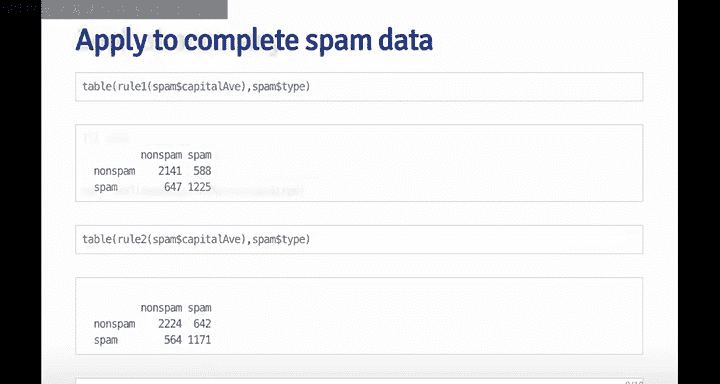 Apply to complete spam data
table(rule1(spam$capitalAve),spam$type)
nonspam spam
nonspam 2141 588
spam 647 1225
table(rule2(spam$capitalAve),spam$type)
nonspam spam
nonspam 2224 642
spam 564 1171